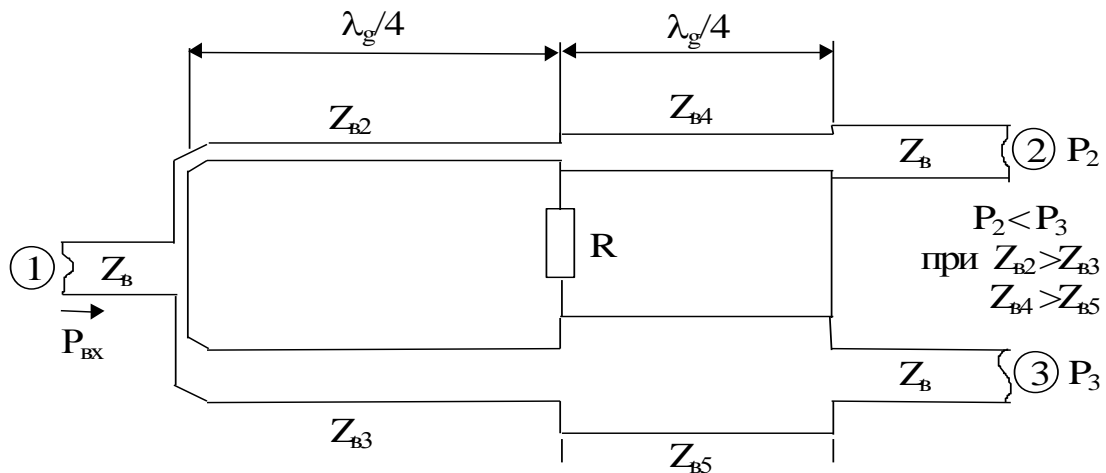 λg/4
λg/4
Zв2
Zв4
Zв
2 P2
P2<P3
при Zв2>Zв3
Zв4>Zв5
R
1 Zв
Pвх
Zв
3 P3
Zв3
Zв5